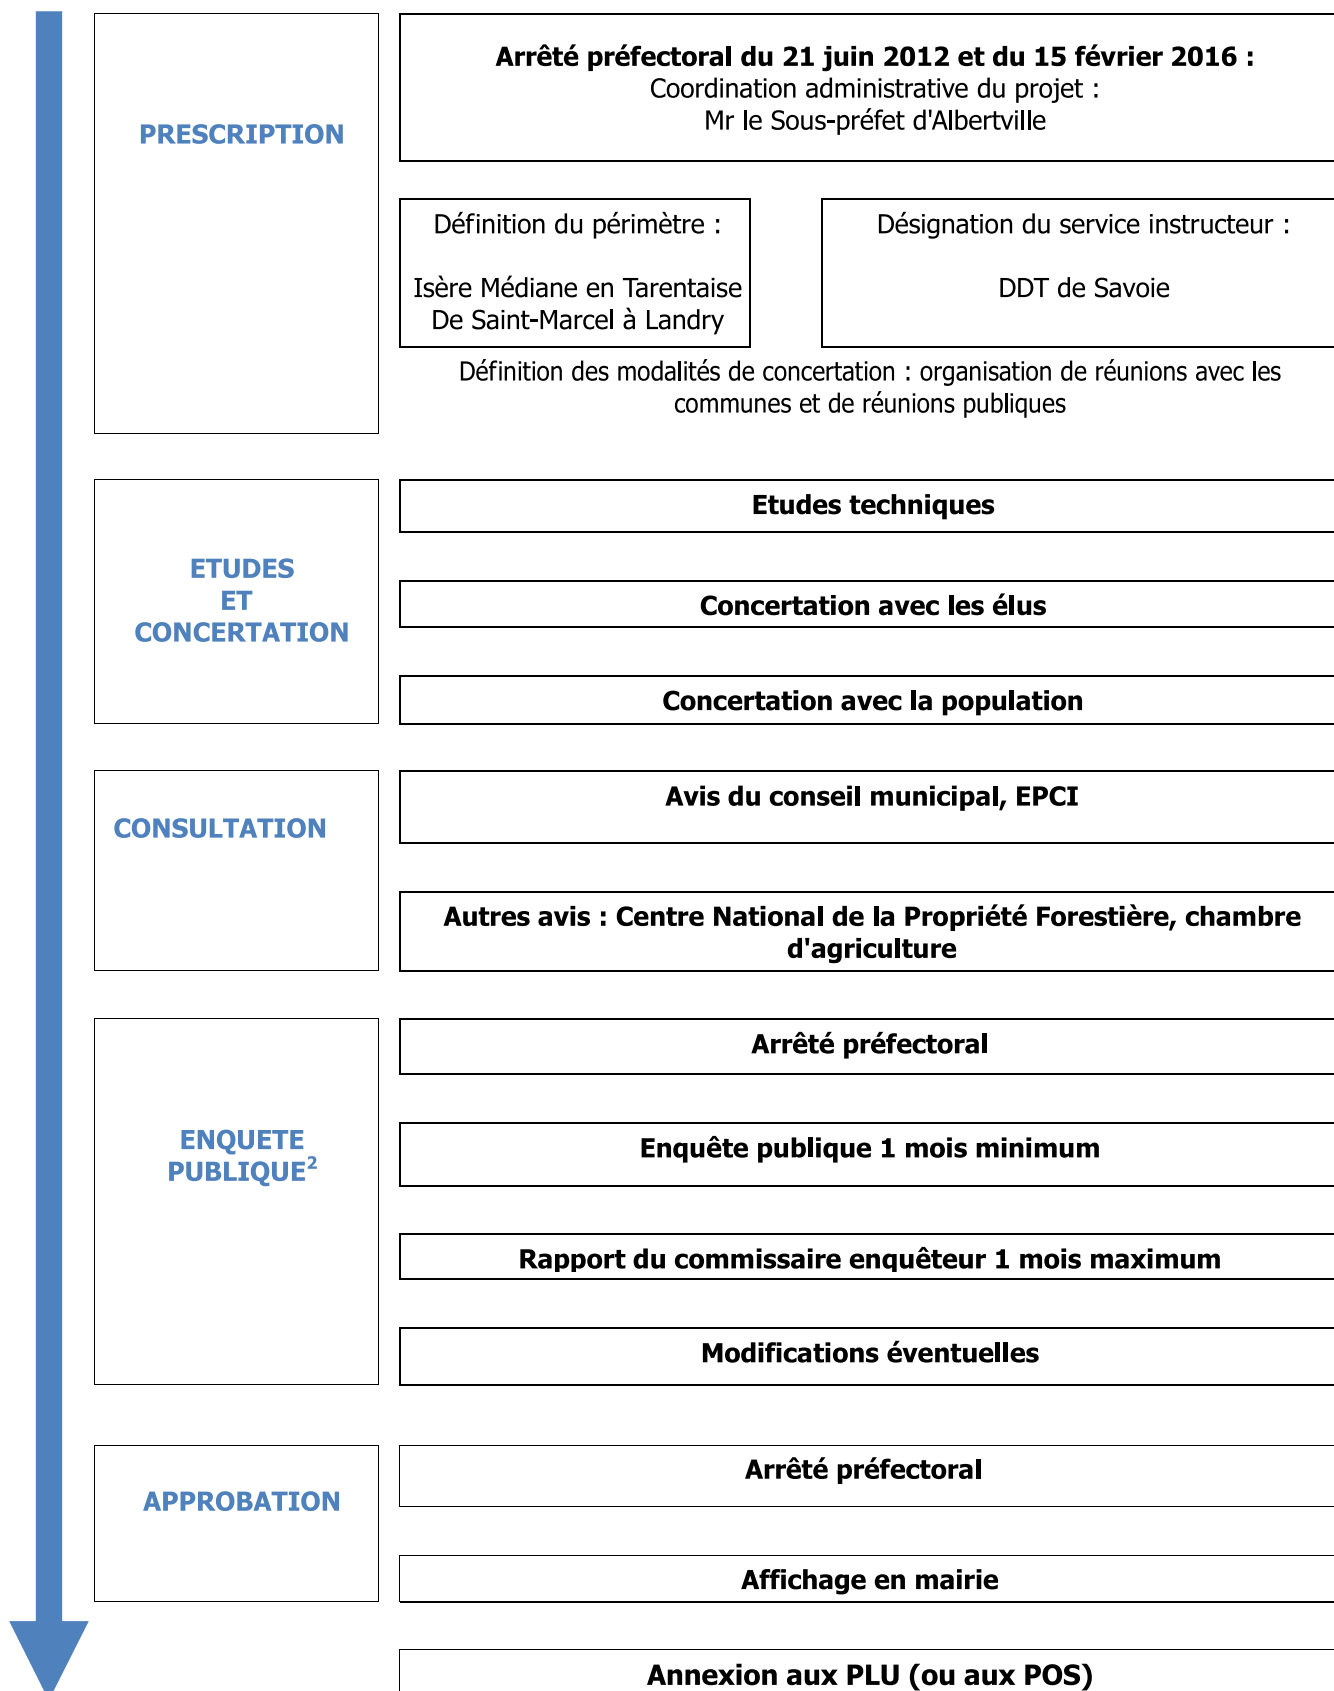 PRESCRIPTION
Arrêté préfectoral du 21 juin 2012 et du 15 février 2016 :
Coordination administrative du projet :
Mr le Sous-préfet d'Albertville
Définition du périmètre :
Isère Médiane en Tarentaise
De Saint-Marcel à Landry
Désignation du service instructeur :
DDT de Savoie
Définition des modalités de concertation : organisation de réunions avec les
communes et de réunions publiques
ETUDES
ET
CONCERTATION
Etudes techniques
Concertation avec les élus
Concertation avec la population
CONSULTATION
Avis du conseil municipal, EPCI
Autres avis : Centre National de la Propriété Forestière, chambre
d'agriculture
ENQUETE
PUBLIQUE²
Arrêté préfectoral
Enquête publique 1 mois minimum
Rapport du commissaire enquêteur 1 mois maximum
Modifications éventuelles
APPROBATION
Arrêté préfectoral
Affichage en mairie
Annexion aux PLU (ou aux POS)